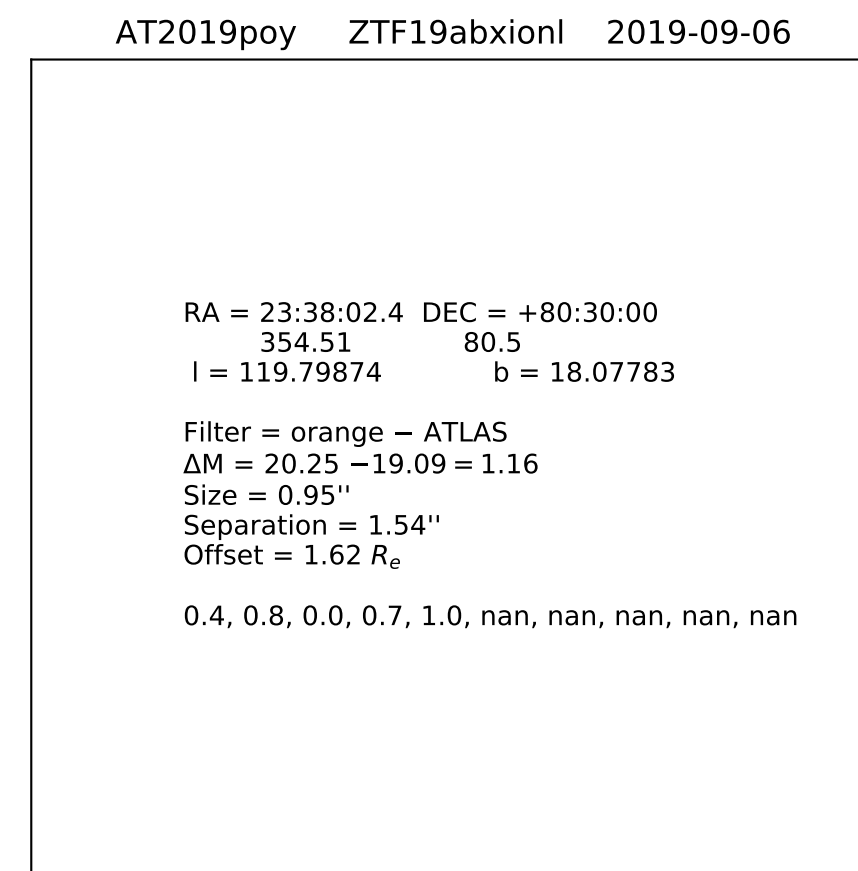 AT2019poy ZTF19abxionl 2019-09-06
RA = 23:38:02.4 DEC = +80:30:00
354.51 80.5
l = 119.79874 b = 18.07783
Filter = orange − ATLAS
ΔM = 20.25 −19.09 = 1.16
Size = 0.95''
Separation = 1.54''
Offset = 1.62 Rₑ
0.4, 0.8, 0.0, 0.7, 1.0, nan, nan, nan, nan, nan